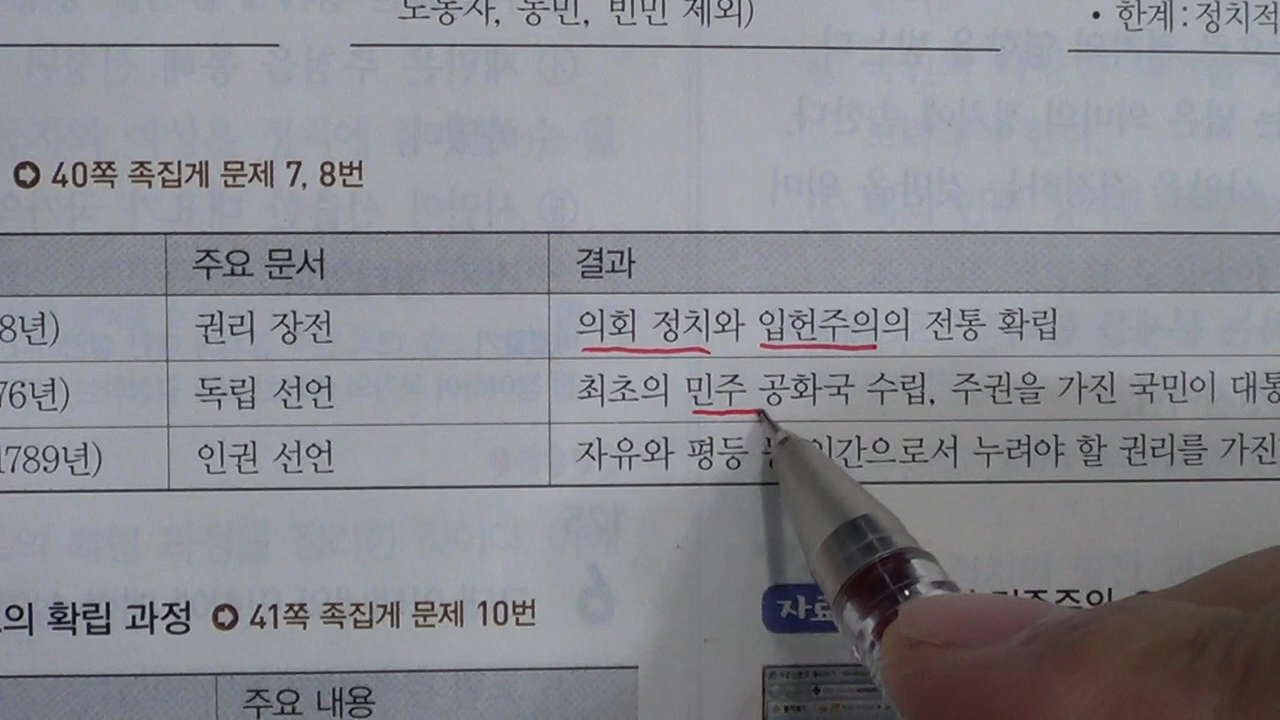 노동자, 농민, 빈민 제외)
• 한계: 정치적
➲ 40쪽 족집게 문제 7, 8번
주요 문서 결과
8년) 권리 장전 의회 정치와 입헌주의의 전통 확립
76년) 독립 선언 최초의 민주 공화국 수립, 주권을 가진 국민이 대통
1789년) 인권 선언 자유와 평등 인간으로서 누려야 할 권리를 가진
의 확립 과정 ➲ 41쪽 족집게 문제 10번
자료
주요 내용